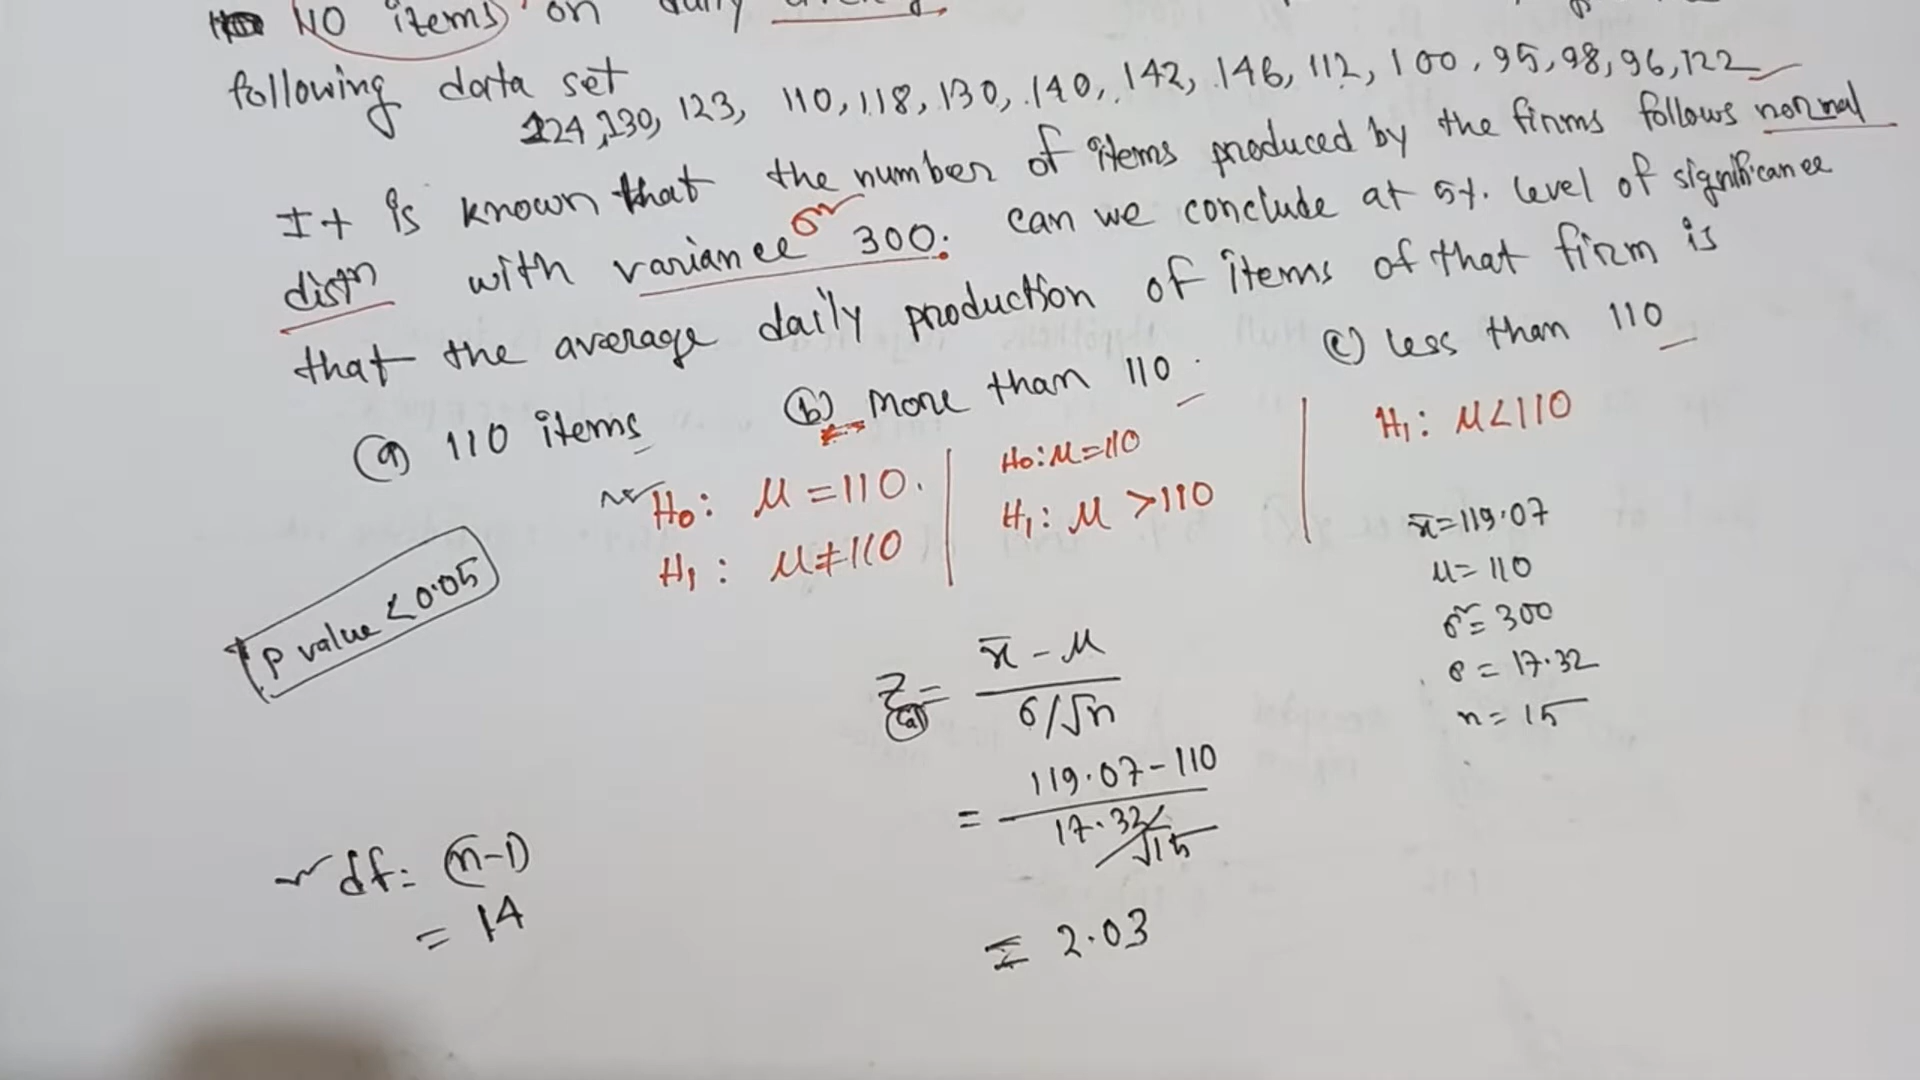 NO items on daily
following data set
124, 130, 123, 110, 118, 130, 140, 142, 146, 112, 100, 95, 98, 96, 122
It is known that the number of items produced by the firms follows normal
distn with variance σ² 300. can we conclude at 5%. level of significance
that the average daily production of items of that firm is
(a) 110 items (b) more than 110. (c) less than 110
H₀: μ = 110.
H₁: μ ≠ 110
H₀: μ = 110
H₁: μ > 110
H₁: μ < 110
x̄ = 119.07
μ = 110
σ² = 300
σ = 17.32
n = 15
p value < 0.05
Z(a) = x̄ - μ / σ/√n
= 119.07 - 110 / 17.32/√15
= 2.03
df = (n-1)
= 14